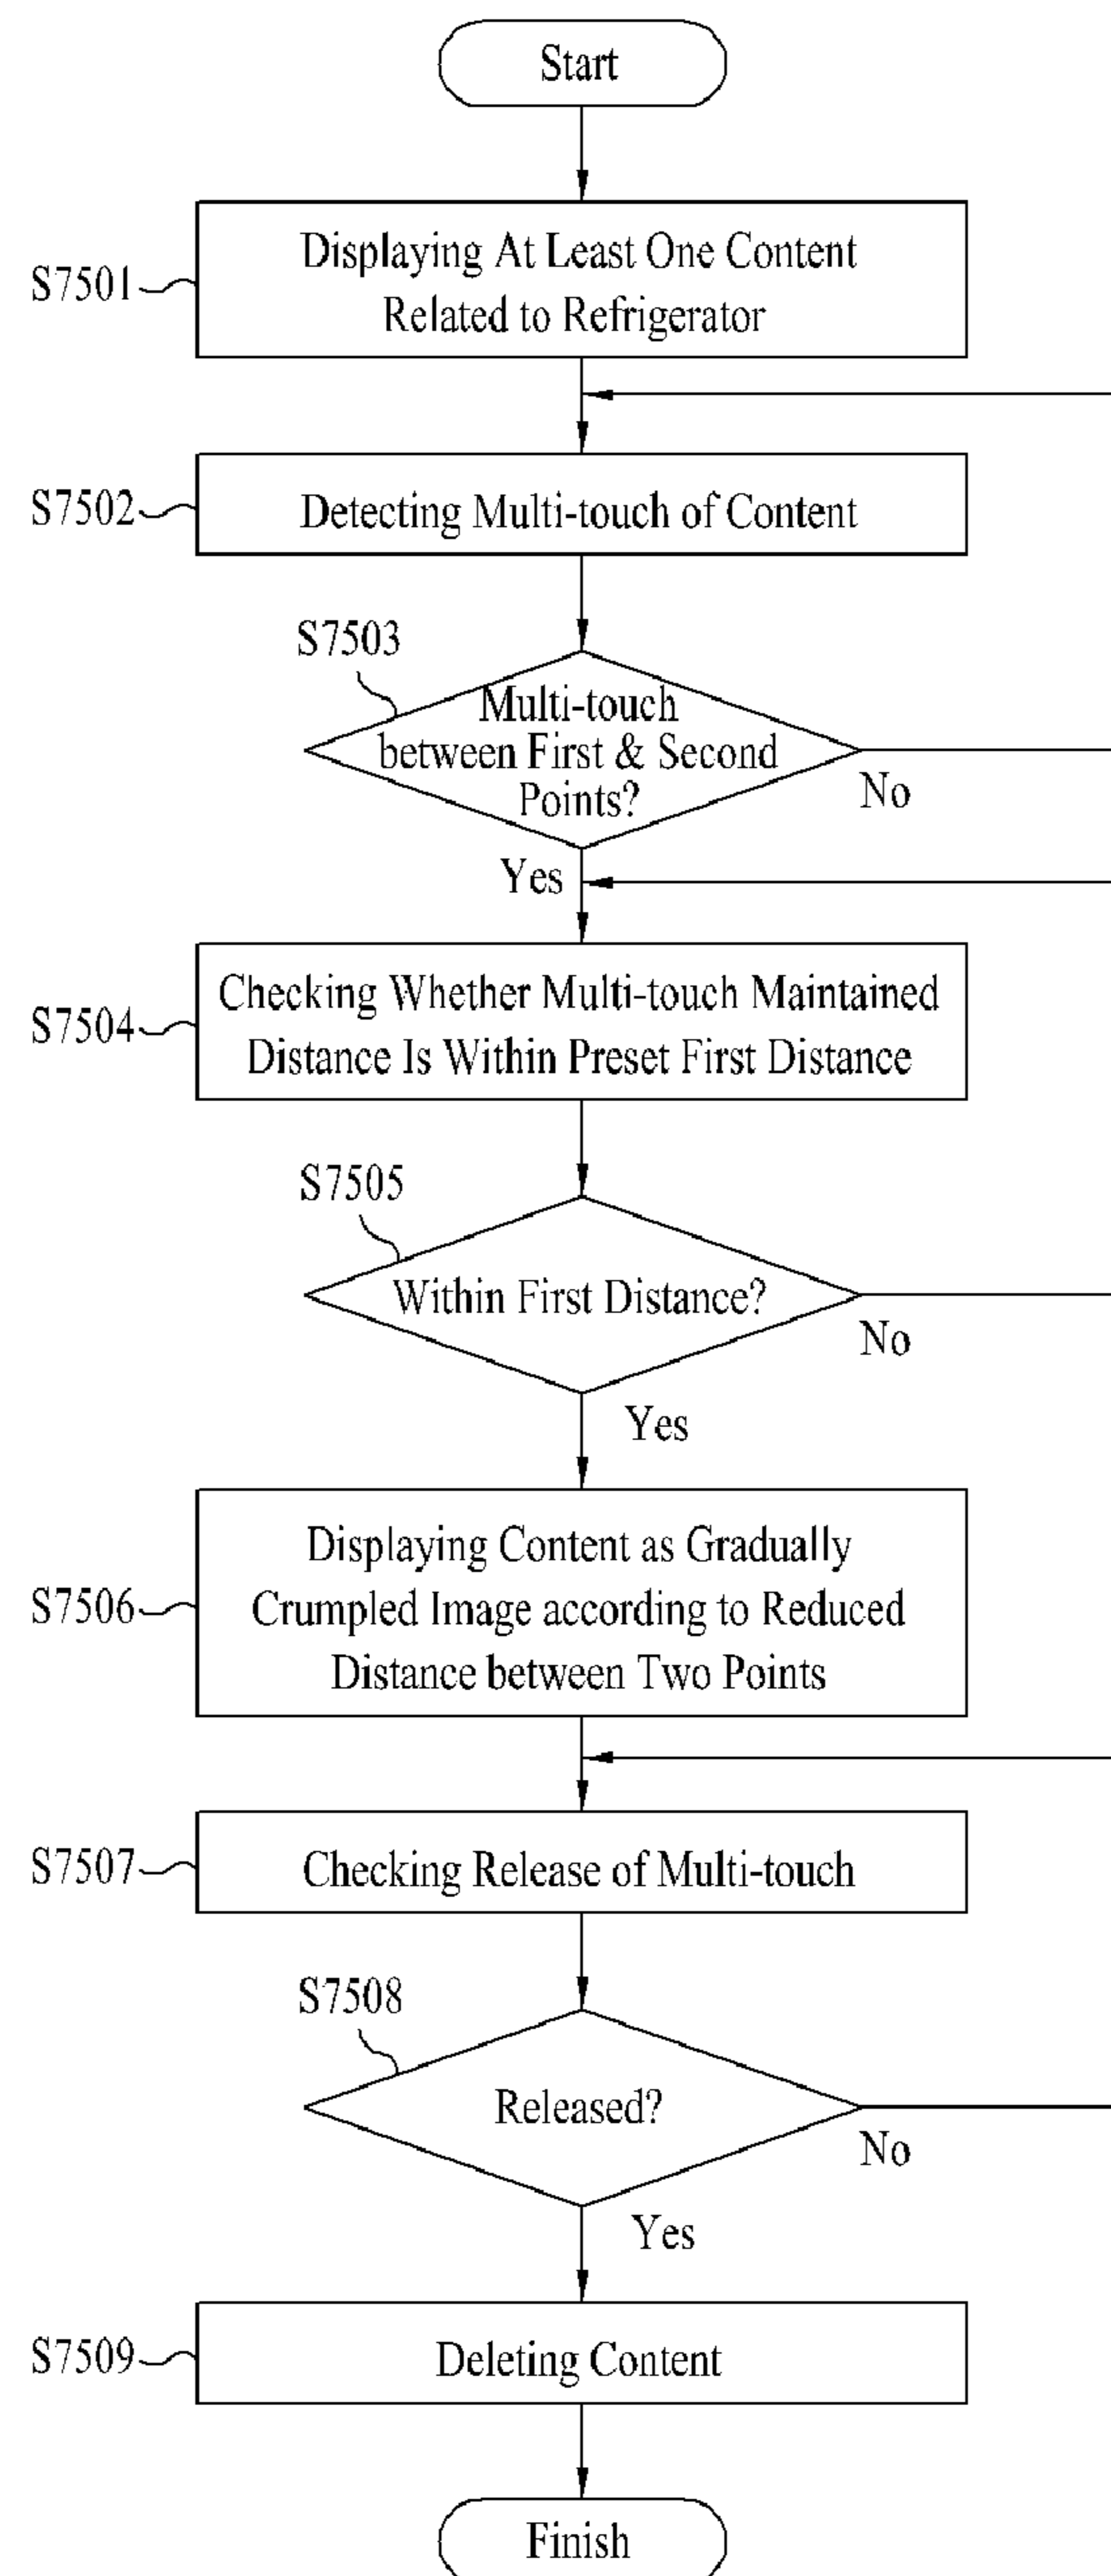 Start
S7501
Displaying At Least One Content
Related to Refrigerator
S7502
Detecting Multi-touch of Content
S7503
Multi-touch
between First & Second
Points?
No
Yes
S7504
Checking Whether Multi-touch Maintained
Distance Is Within Preset First Distance
S7505
Within First Distance?
No
Yes
S7506
Displaying Content as Gradually
Crumpled Image according to Reduced
Distance between Two Points
S7507
Checking Release of Multi-touch
S7508
Released?
No
Yes
S7509
Deleting Content
Finish